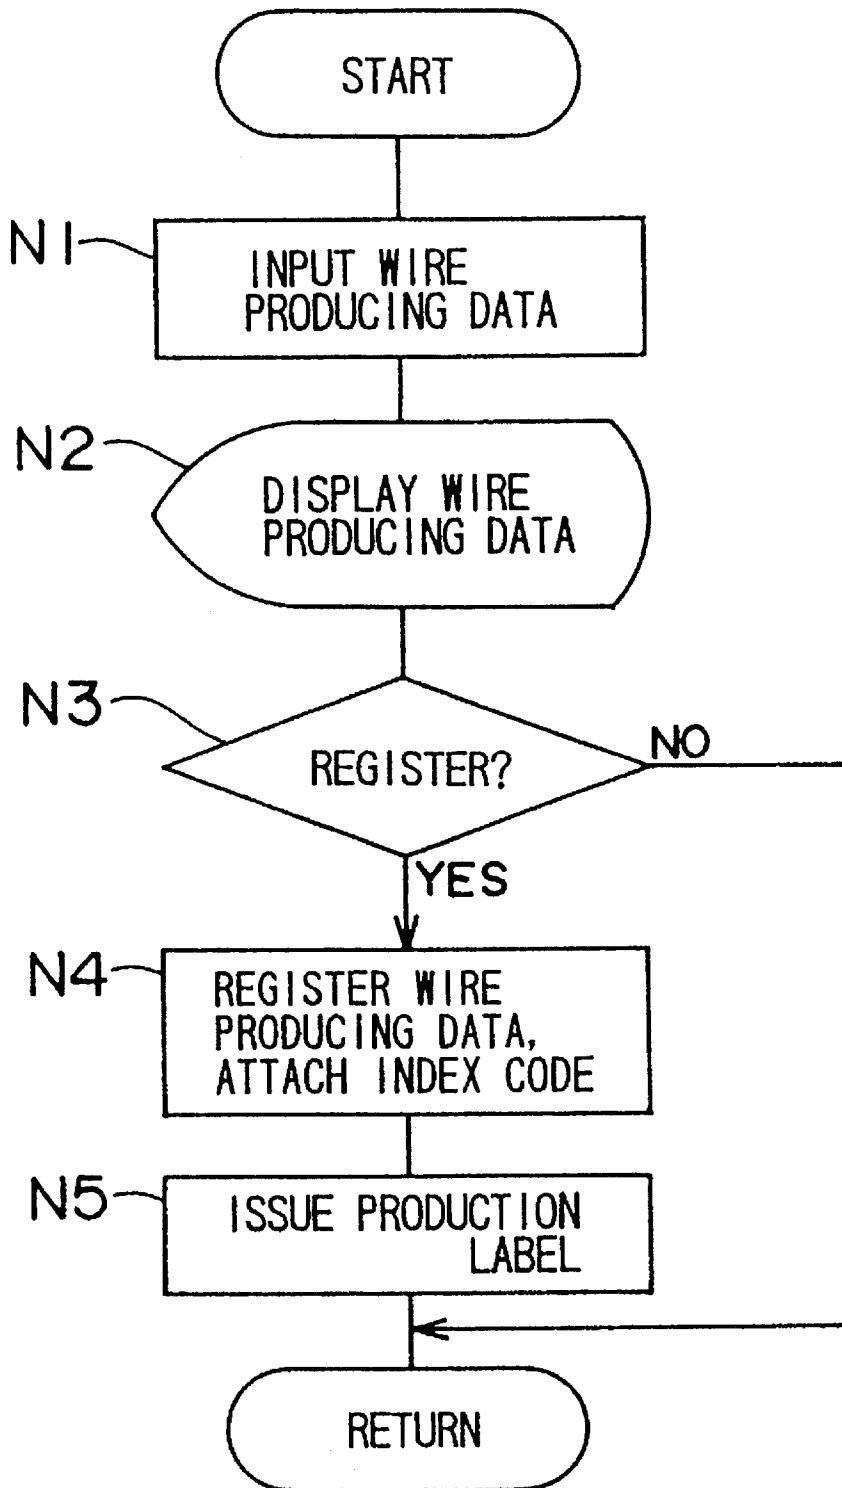 START
N1
INPUT WIRE
PRODUCING DATA
N2
DISPLAY WIRE
PRODUCING DATA
N3
REGISTER?
NO
YES
N4
REGISTER WIRE
PRODUCING DATA,
ATTACH INDEX CODE
N5
ISSUE PRODUCTION
LABEL
RETURN